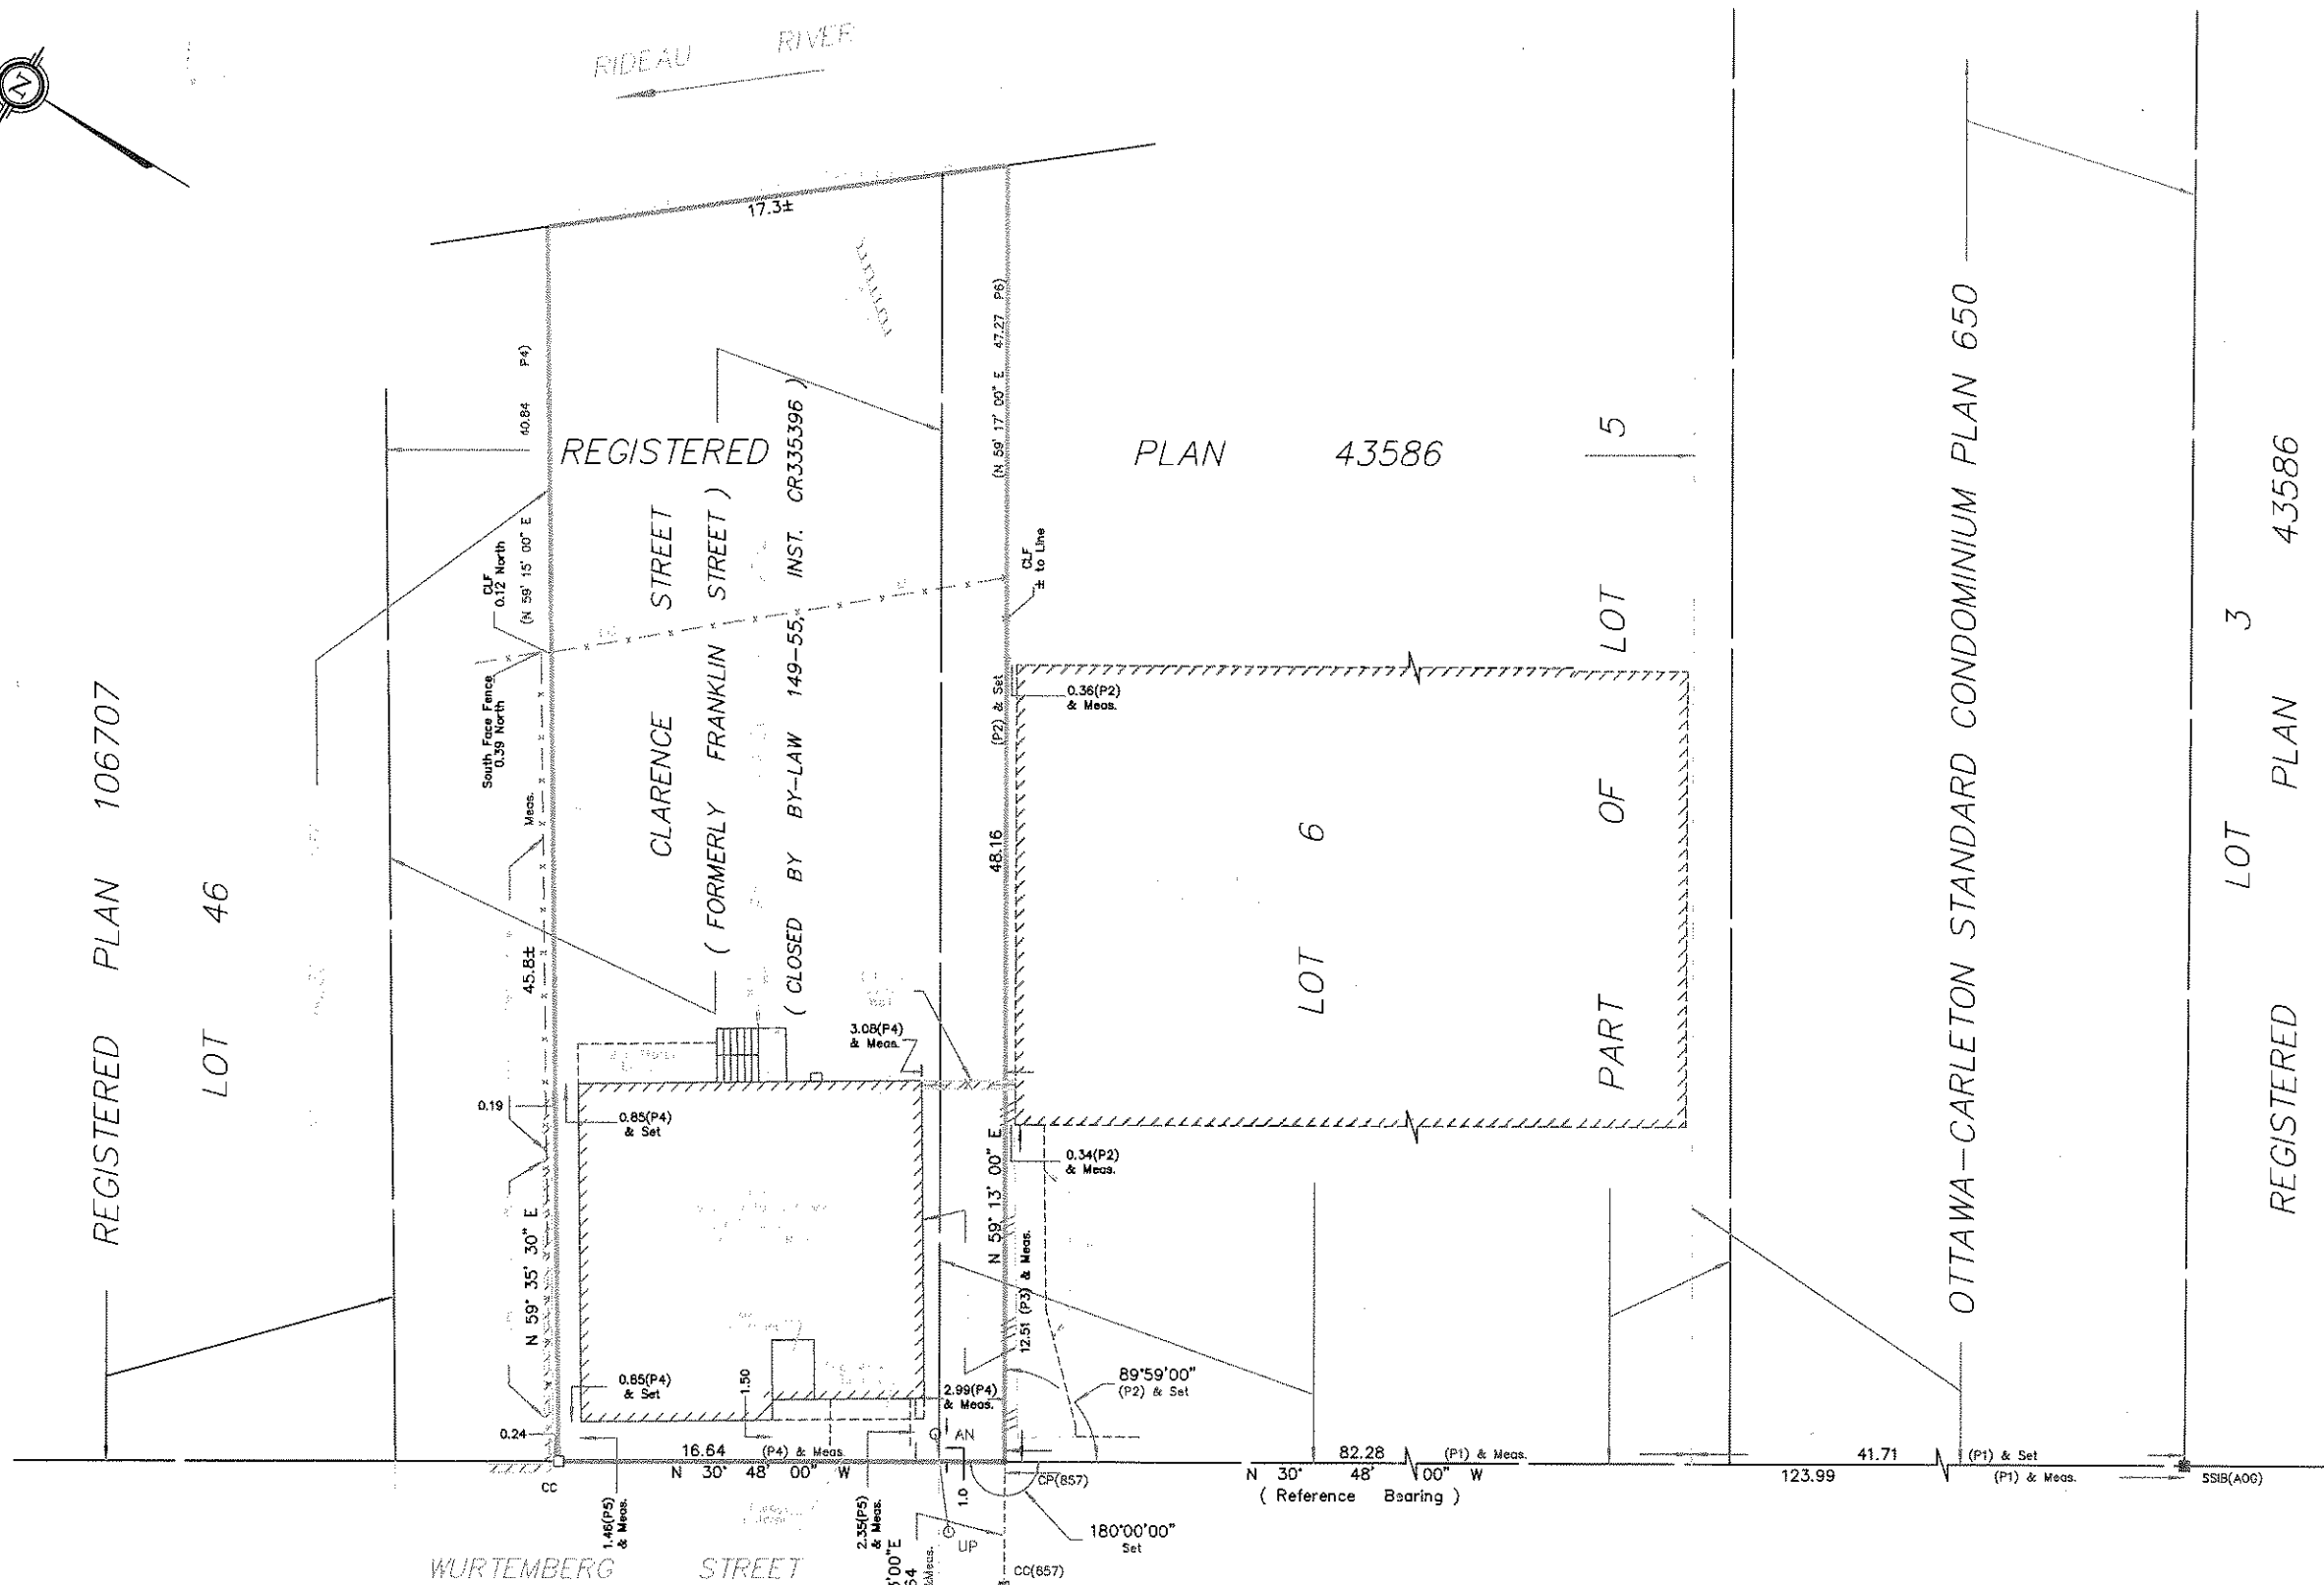 N
RIDEAU RIVER
17.3±
(N 59° 15' 00" E 40.84 P4)
(N 59° 17' 00" E 47.27 P6)
REGISTERED PLAN 43586
CLARENCE STREET
( FORMERLY FRANKLIN STREET )
( CLOSED BY BY-LAW 149-55, INST. CR335396 )
CLF
0.12 North
South Face Fence
0.39 North
Meas.
45.8±
N 59° 35' 30" E
0.19
0.24
CLF
± to Line
(P2) & Set
48.16
N 59° 13' 00" E
12.51 (P3) & Meas.
0.36(P2)
& Meas.
0.34(P2)
& Meas.
3.08(P4)
& Meas.
0.85(P4)
& Set
0.85(P4)
& Set
1.50
2.99(P4)
& Meas.
AN
89°59'00"
(P2) & Set
REGISTERED PLAN 106707
LOT 46
LOT 6
PART OF LOT 5
OTTAWA-CARLETON STANDARD CONDOMINIUM PLAN 650
LOT 3
REGISTERED PLAN 43586
16.64 (P4) & Meas.
N 30° 48' 00" W
CC
1.46(P5)
& Meas.
2.35(P5)
& Meas.
1.0
CP(857)
UP
CC(857)
180°00'00"
Set
82.28 (P1) & Meas.
N 30° 48' 00" W
( Reference Bearing )
41.71 (P1) & Set
123.99 (P1) & Meas.
SSIB(AOG)
WURTEMBERG STREET